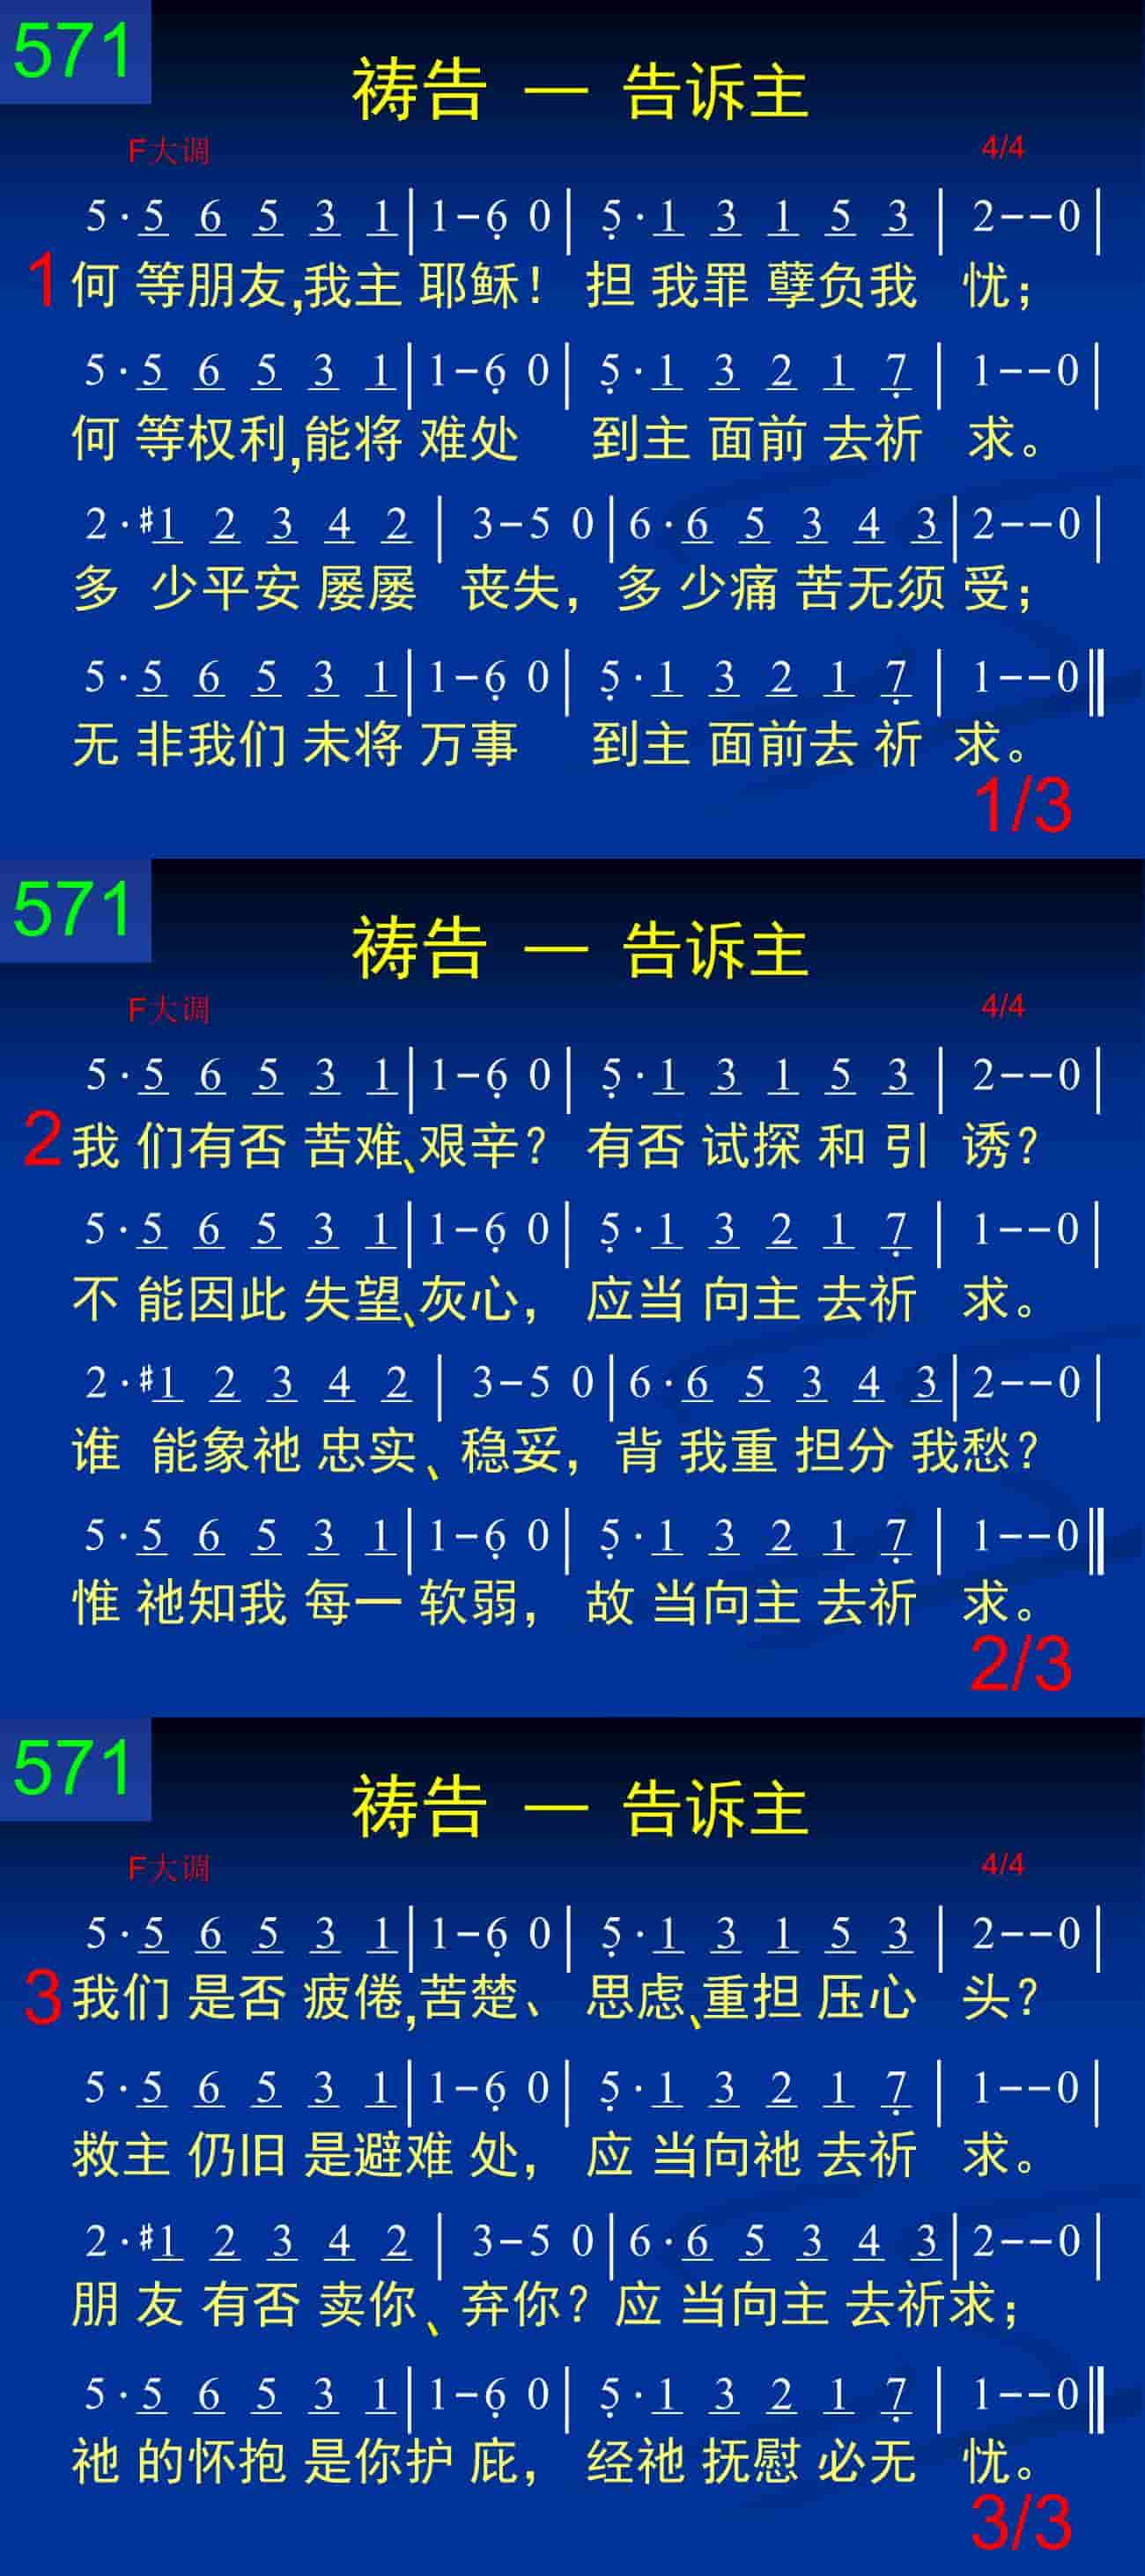 571
祷告 — 告诉主
F大调 4/4
5·5 6 5 3 1|1-6 0|5·1 3 1 5 3|2--0|
1 何等朋友,我主耶稣！担我罪孽负我忧；
5·5 6 5 3 1|1-6 0|5·1 3 2 1 7|1--0|
何等权利,能将难处 到主面前去祈求。
2·#1 2 3 4 2|3-5 0|6·6 5 3 4 3|2--0|
多少平安屡屡丧失，多少痛苦无须受；
5·5 6 5 3 1|1-6 0|5·1 3 2 1 7|1--0‖
无非我们未将万事 到主面前去祈求。
1/3
571
祷告 — 告诉主
F大调 4/4
5·5 6 5 3 1|1-6 0|5·1 3 1 5 3|2--0|
2 我们有否苦难、艰辛？有否试探和引诱？
5·5 6 5 3 1|1-6 0|5·1 3 2 1 7|1--0|
不能因此失望、灰心，应当向主去祈求。
2·#1 2 3 4 2|3-5 0|6·6 5 3 4 3|2--0|
谁能象祂忠实、稳妥，背我重担分我愁？
5·5 6 5 3 1|1-6 0|5·1 3 2 1 7|1--0‖
惟祂知我每一软弱，故当向主去祈求。
2/3
571
祷告 — 告诉主
F大调 4/4
5·5 6 5 3 1|1-6 0|5·1 3 1 5 3|2--0|
3 我们是否疲倦,苦楚、思虑、重担压心头？
5·5 6 5 3 1|1-6 0|5·1 3 2 1 7|1--0|
救主仍旧是避难处，应当向祂去祈求。
2·#1 2 3 4 2|3-5 0|6·6 5 3 4 3|2--0|
朋友有否卖你、弃你？应当向主去祈求；
5·5 6 5 3 1|1-6 0|5·1 3 2 1 7|1--0‖
祂的怀抱是你护庇，经祂抚慰必无忧。
3/3